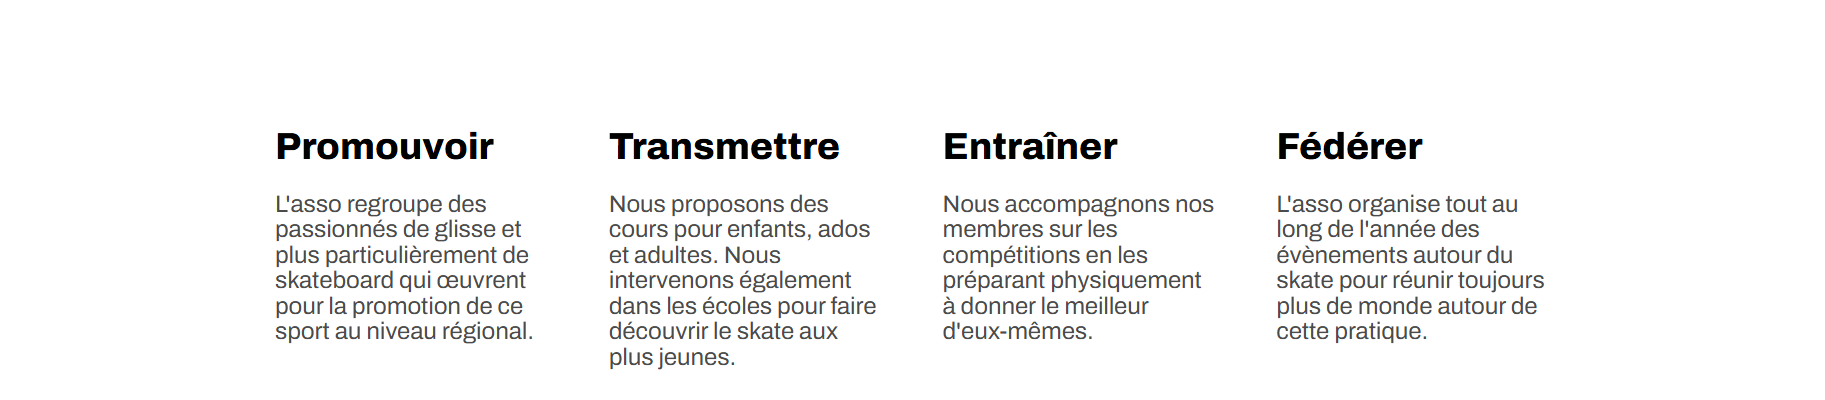 Promouvoir
L'asso regroupe des
passionnés de glisse et
plus particulièrement de
skateboard qui œuvrent
pour la promotion de ce
sport au niveau régional.
Transmettre
Nous proposons des
cours pour enfants, ados
et adultes. Nous
intervenons également
dans les écoles pour faire
découvrir le skate aux
plus jeunes.
Entraîner
Nous accompagnons nos
membres sur les
compétitions en les
préparant physiquement
à donner le meilleur
d'eux-mêmes.
Fédérer
L'asso organise tout au
long de l'année des
évènements autour du
skate pour réunir toujours
plus de monde autour de
cette pratique.